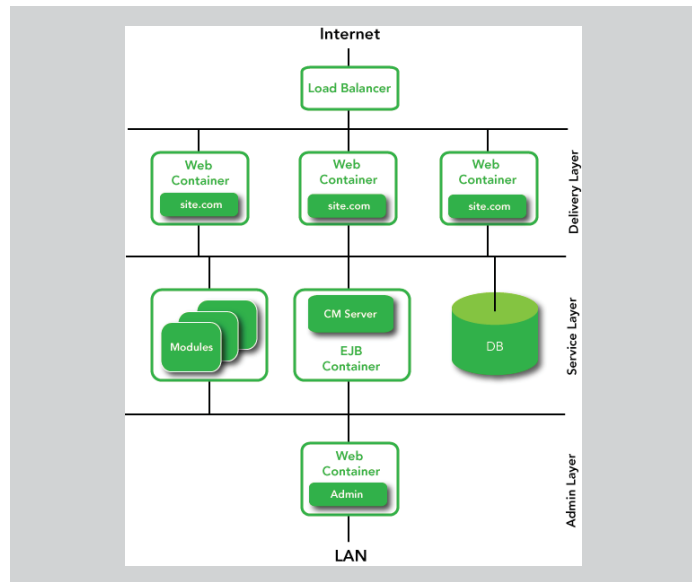 Internet
Load Balancer
Web
Container
site.com
Web
Container
site.com
Web
Container
site.com
Delivery Layer
Modules
CM Server
EJB
Container
DB
Service Layer
Web
Container
Admin
Admin Layer
LAN